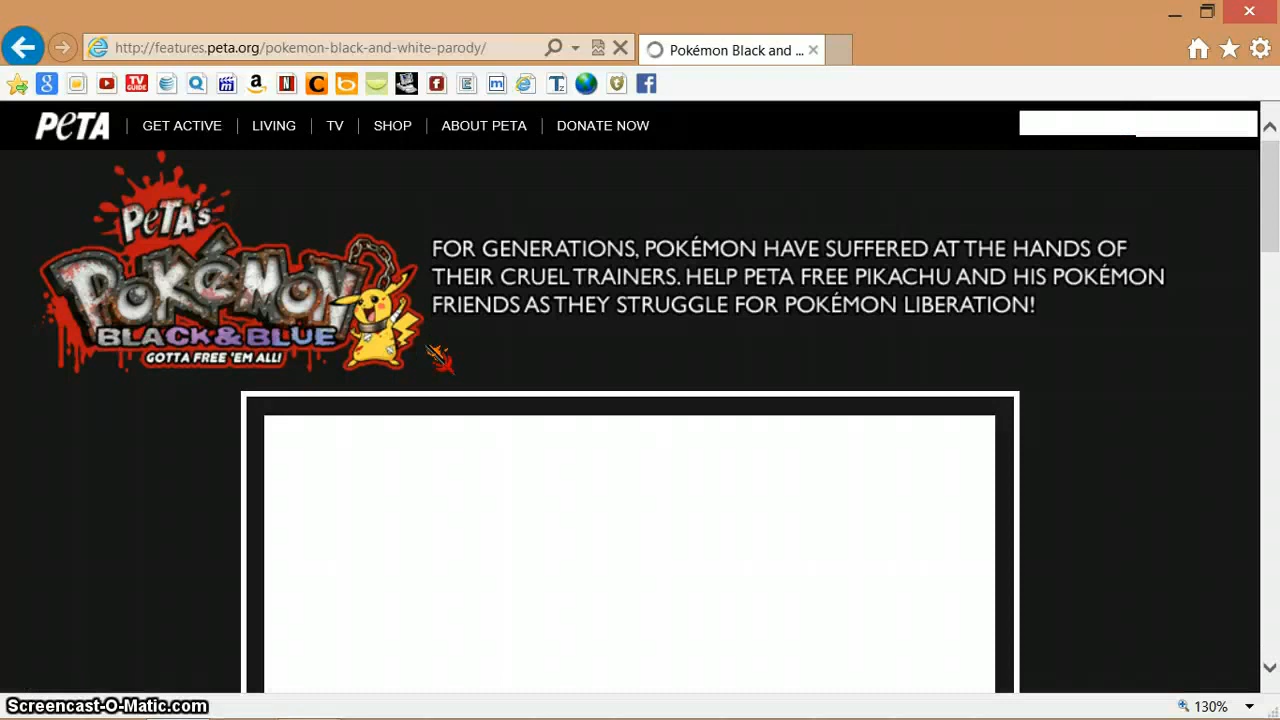 http://features.peta.org/pokemon-black-and-white-parody/
Pokémon Black and ...
TV GUIDE
PETA
GET ACTIVE
LIVING
TV
SHOP
ABOUT PETA
DONATE NOW
PETA's
POKÉMON
BLACK & BLUE
GOTTA FREE 'EM ALL!
FOR GENERATIONS, POKÉMON HAVE SUFFERED AT THE HANDS OF
THEIR CRUEL TRAINERS. HELP PETA FREE PIKACHU AND HIS POKÉMON
FRIENDS AS THEY STRUGGLE FOR POKÉMON LIBERATION!
Screencast-O-Matic.com
130%